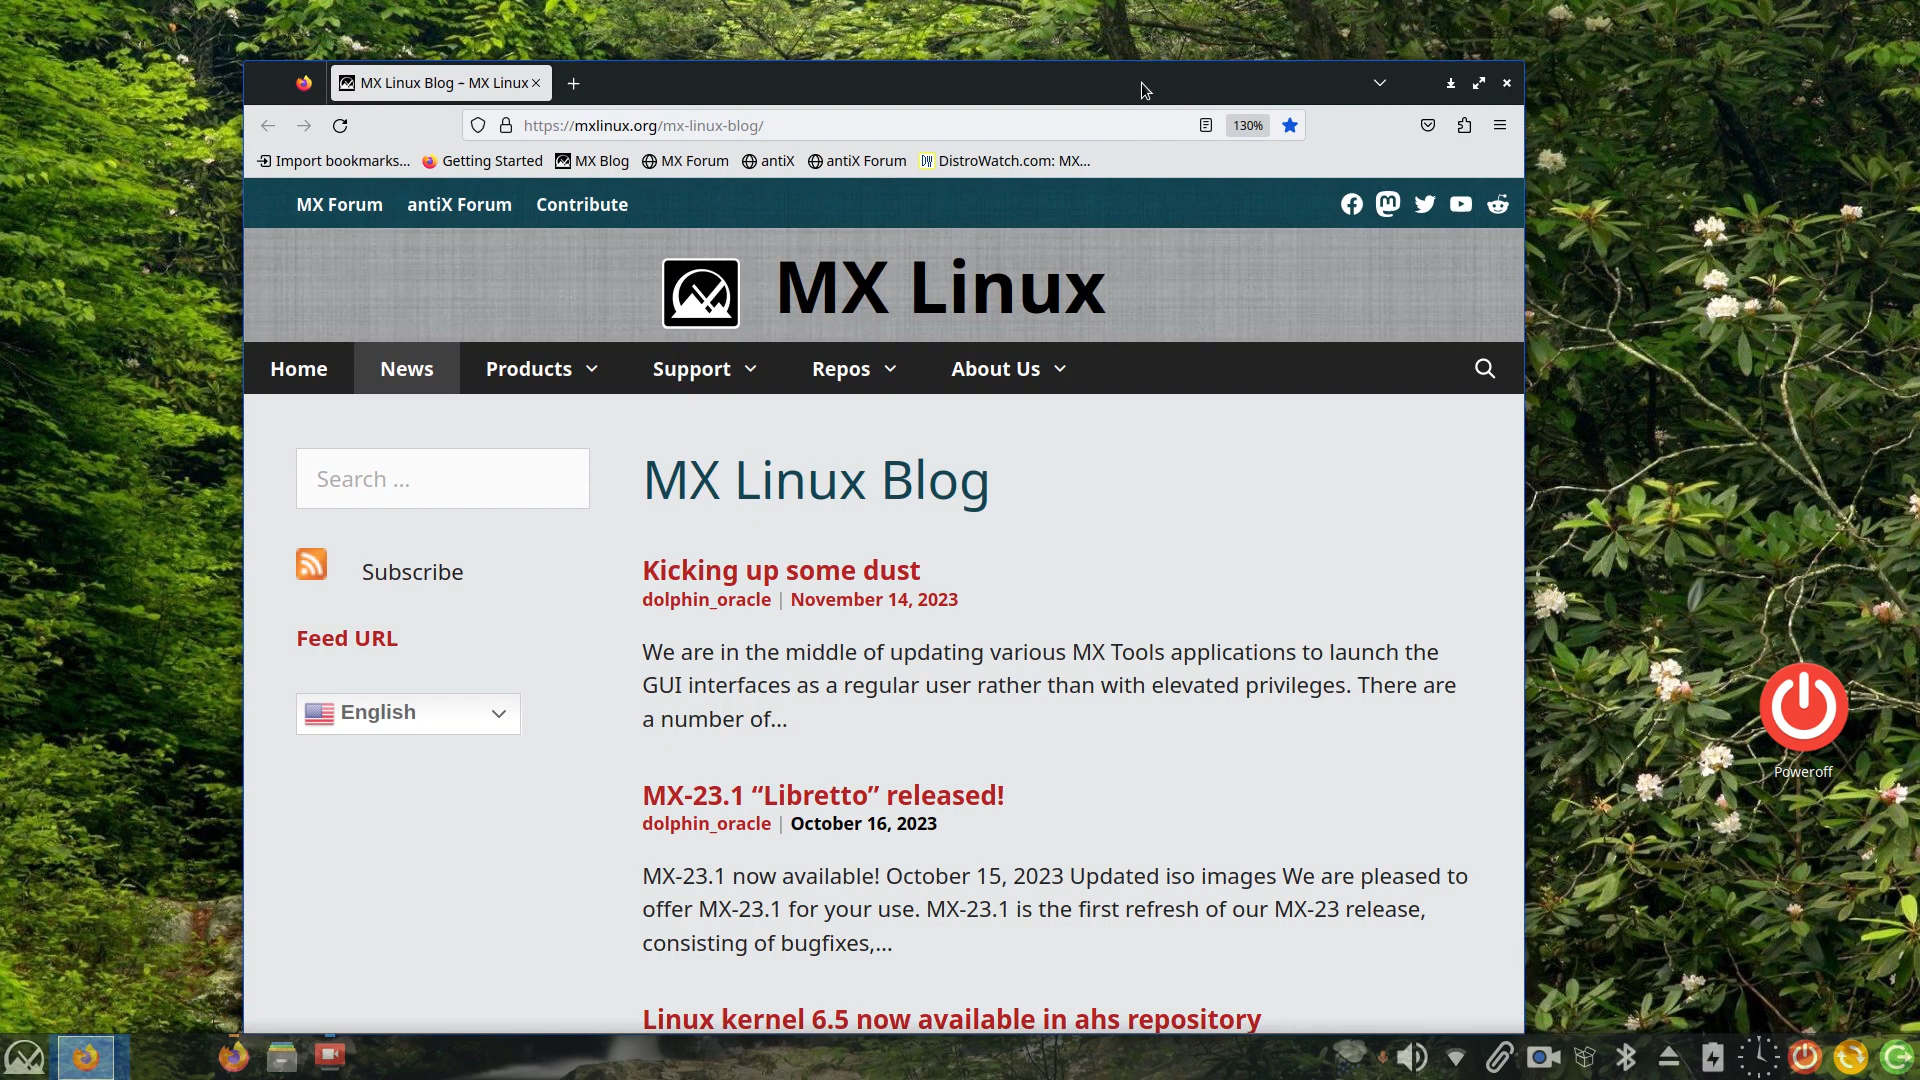 MX Linux Blog – MX Linux
https://mxlinux.org/mx-linux-blog/
130%
Import bookmarks... Getting Started MX Blog MX Forum antiX antiX Forum DW DistroWatch.com: MX...
MX Forum antiX Forum Contribute
MX Linux
Home News Products Support Repos About Us
Search ...
Subscribe
Feed URL
English
MX Linux Blog
Kicking up some dust
dolphin_oracle | November 14, 2023
We are in the middle of updating various MX Tools applications to launch the
GUI interfaces as a regular user rather than with elevated privileges. There are
a number of...
MX-23.1 “Libretto” released!
dolphin_oracle | October 16, 2023
MX-23.1 now available! October 15, 2023 Updated iso images We are pleased to
offer MX-23.1 for your use. MX-23.1 is the first refresh of our MX-23 release,
consisting of bugfixes,...
Linux kernel 6.5 now available in ahs repository
Poweroff